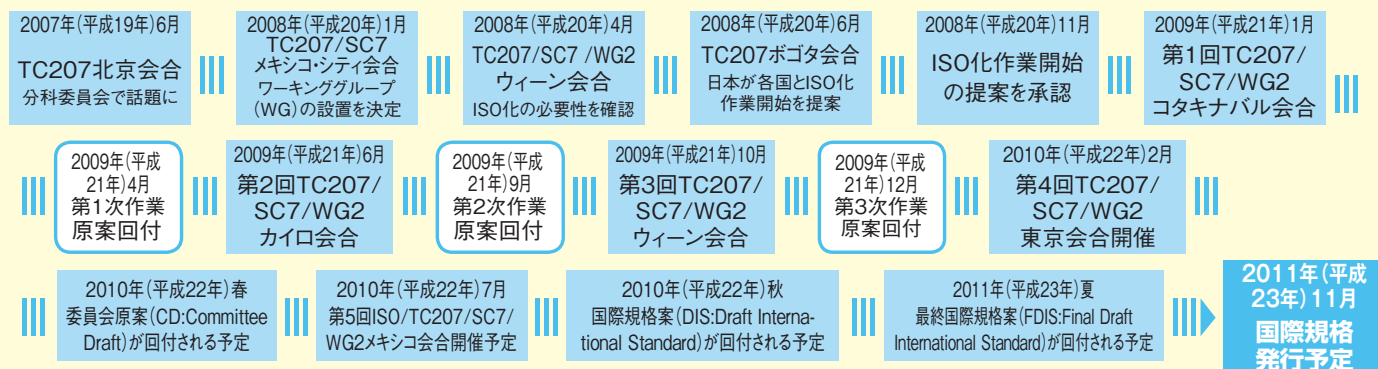 2007年(平成19年)6月
TC207北京会合
分科委員会で話題に
2008年(平成20年)1月
TC207/SC7
メキシコ・シティ会合
ワーキンググループ
(WG)の設置を決定
2008年(平成20年)4月
TC207/SC7 /WG2
ウィーン会合
ISO化の必要性を確認
2008年(平成20年)6月
TC207ボゴタ会合
日本が各国とISO化
作業開始を提案
2008年(平成20年)11月
ISO化作業開始
の提案を承認
2009年(平成21年)1月
第1回TC207/
SC7/WG2
コタキナバル会合
2009年(平成
21年)4月
第1次作業
原案回付
2009年(平成21年)6月
第2回TC207/
SC7/WG2
カイロ会合
2009年(平成
21年)9月
第2次作業
原案回付
2009年(平成21年)10月
第3回TC207/
SC7/WG2
ウィーン会合
2009年(平成
21年)12月
第3次作業
原案回付
2010年(平成22年)2月
第4回TC207/
SC7/WG2
東京会合開催
2010年(平成22年)春
委員会原案(CD:Committee
Draft)が回付される予定
2010年(平成22年)7月
第5回ISO/TC207/SC7/
WG2メキシコ会合開催予定
2010年(平成22年)秋
国際規格案(DIS:Draft Interna-
tional Standard)が回付される予定
2011年(平成23年)夏
最終国際規格案(FDIS:Final Draft
International Standard)が回付される予定
2011年(平成
23年)11月
国際規格
発行予定